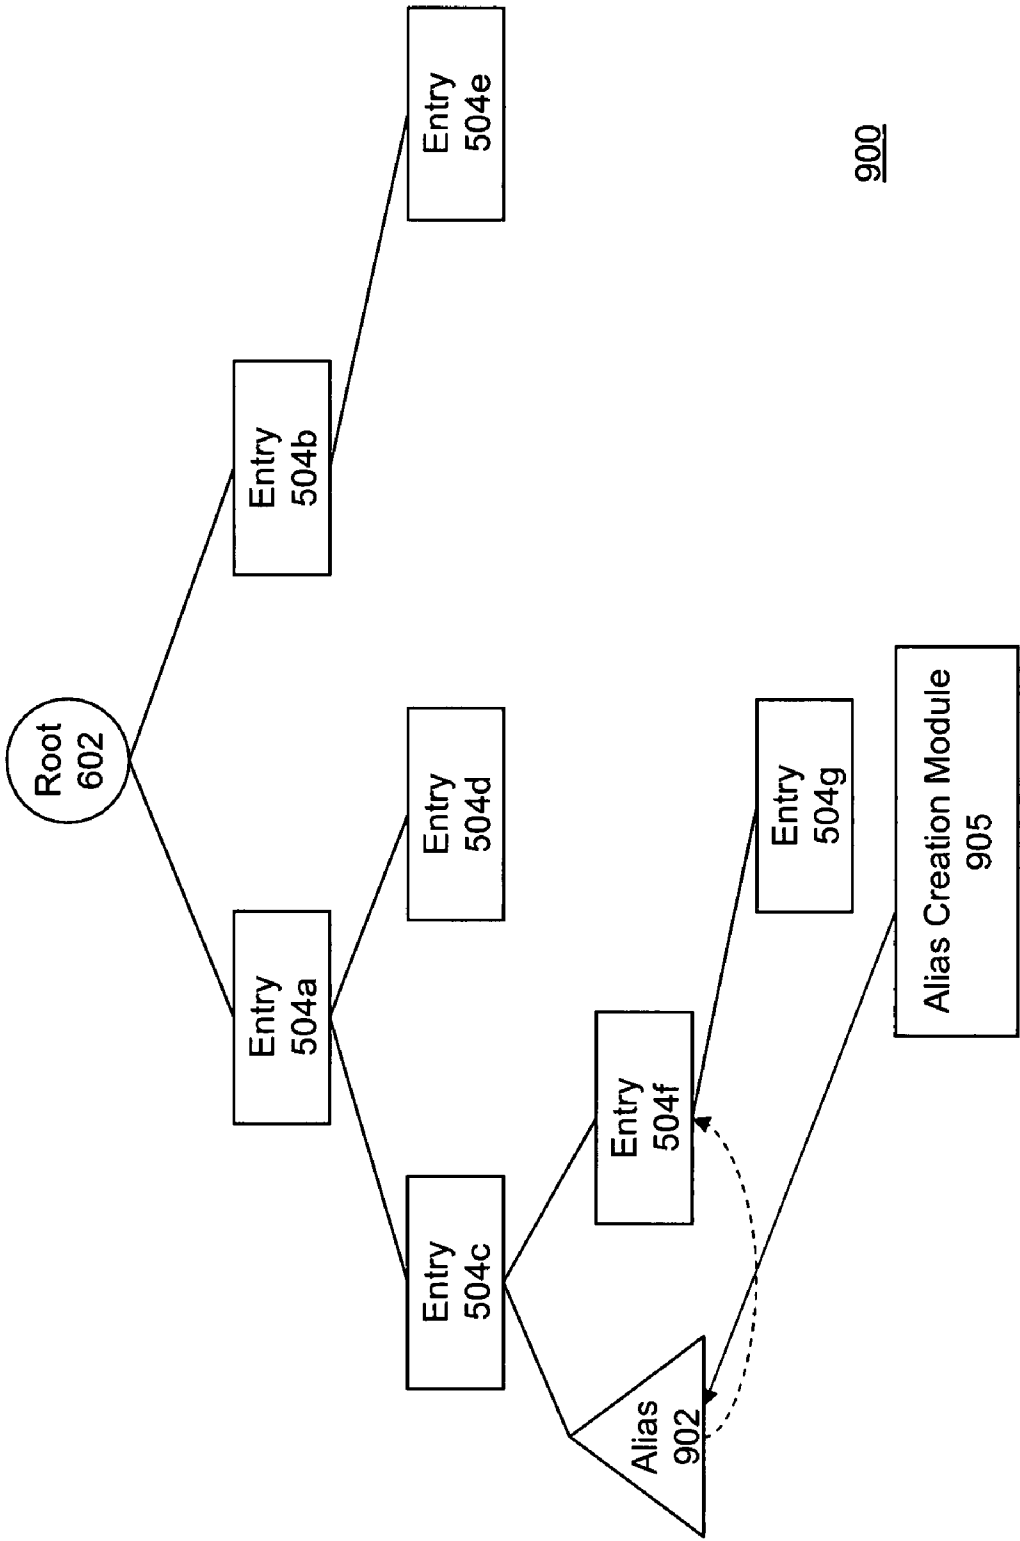 Root
602
Entry
504a
Entry
504b
Entry
504c
Entry
504d
Entry
504e
Alias
902
Entry
504f
Entry
504g
Alias Creation Module
905
900